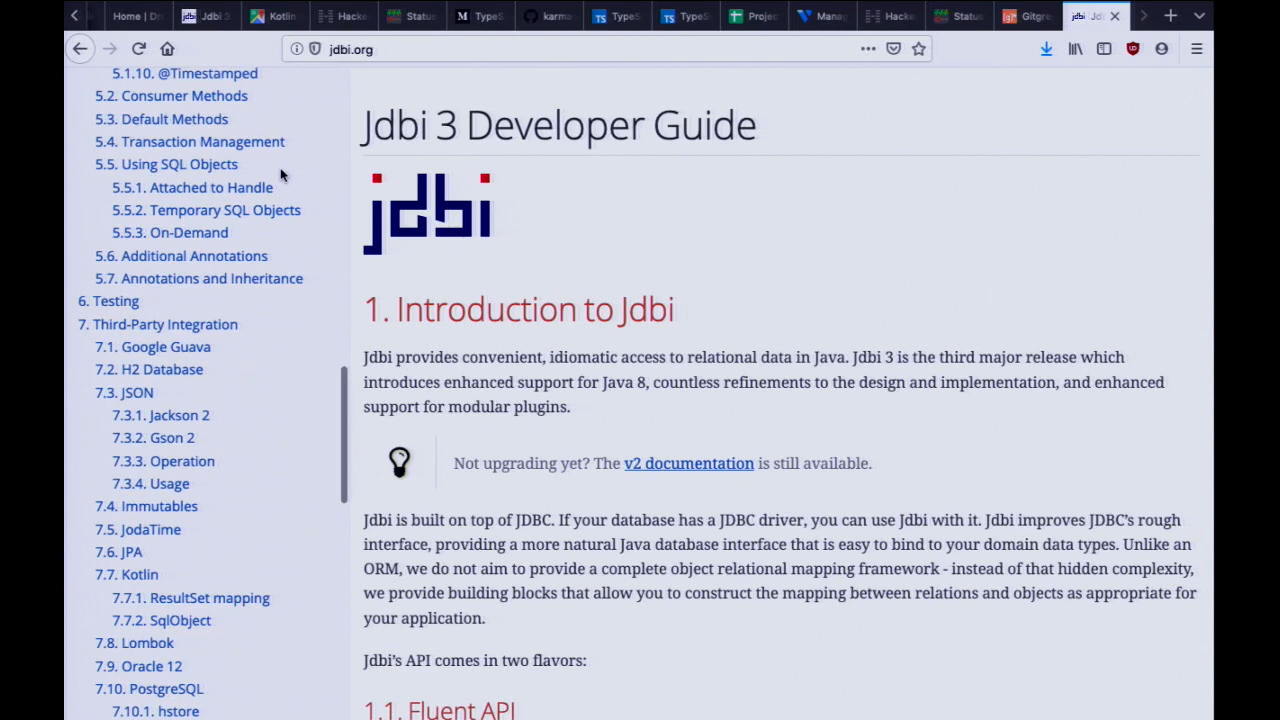 Home | Dr
Jdbi 3
Kotlin
Hacke
Status
M TypeS
karma
TS TypeS
TS TypeS
Projec
Mana
Hacke
Status
Gitgre
jdbi Jd
jdbi.org
5.1.10. @Timestamped
5.2. Consumer Methods
5.3. Default Methods
5.4. Transaction Management
5.5. Using SQL Objects
5.5.1. Attached to Handle
5.5.2. Temporary SQL Objects
5.5.3. On-Demand
5.6. Additional Annotations
5.7. Annotations and Inheritance
6. Testing
7. Third-Party Integration
7.1. Google Guava
7.2. H2 Database
7.3. JSON
7.3.1. Jackson 2
7.3.2. Gson 2
7.3.3. Operation
7.3.4. Usage
7.4. Immutables
7.5. JodaTime
7.6. JPA
7.7. Kotlin
7.7.1. ResultSet mapping
7.7.2. SqlObject
7.8. Lombok
7.9. Oracle 12
7.10. PostgreSQL
7.10.1. hstore
Jdbi 3 Developer Guide
jdbi
1. Introduction to Jdbi
Jdbi provides convenient, idiomatic access to relational data in Java. Jdbi 3 is the third major release which
introduces enhanced support for Java 8, countless refinements to the design and implementation, and enhanced
support for modular plugins.
Not upgrading yet? The v2 documentation is still available.
Jdbi is built on top of JDBC. If your database has a JDBC driver, you can use Jdbi with it. Jdbi improves JDBC’s rough
interface, providing a more natural Java database interface that is easy to bind to your domain data types. Unlike an
ORM, we do not aim to provide a complete object relational mapping framework - instead of that hidden complexity,
we provide building blocks that allow you to construct the mapping between relations and objects as appropriate for
your application.
Jdbi’s API comes in two flavors:
1.1. Fluent API